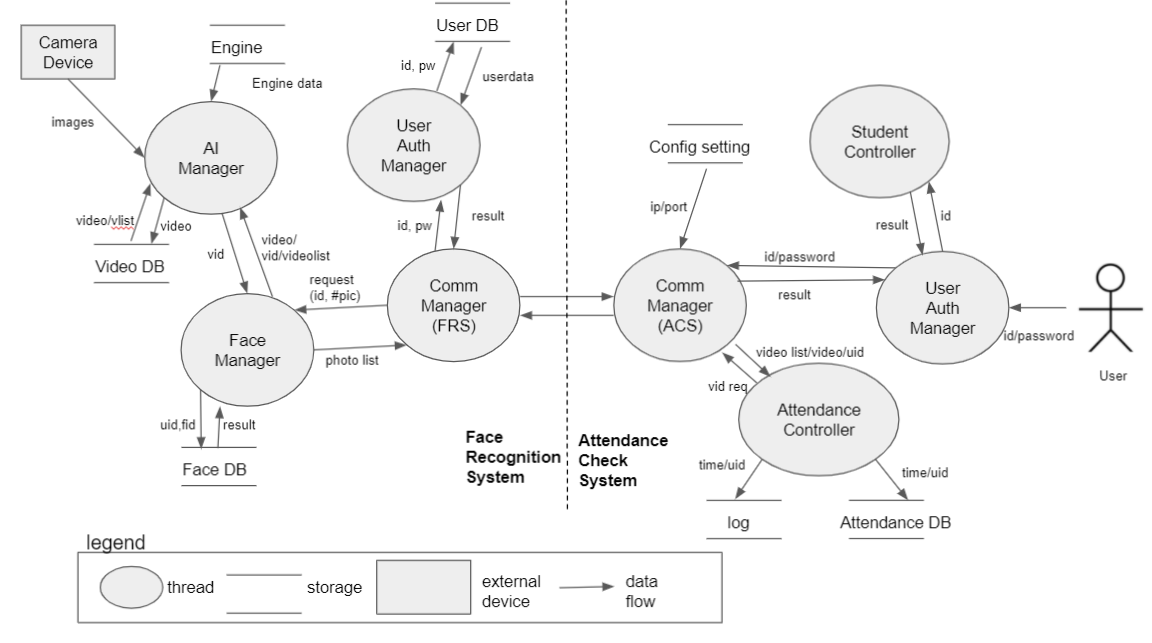 Camera
Device
images
Engine
Engine data
AI
Manager
video/vlist
video
Video DB
vid
video/
vid/videolist
User DB
id, pw
userdata
User
Auth
Manager
id, pw
result
request
(id, #pic)
Comm
Manager
(FRS)
Face
Manager
photo list
uid,fid
result
Face DB
Face
Recognition
System
Attendance
Check
System
Config setting
ip/port
Comm
Manager
(ACS)
id/password
result
Student
Controller
result
id
User
Auth
Manager
id/password
User
video list/video/uid
vid req
Attendance
Controller
time/uid
time/uid
log
Attendance DB
legend
thread
storage
external
device
data
flow